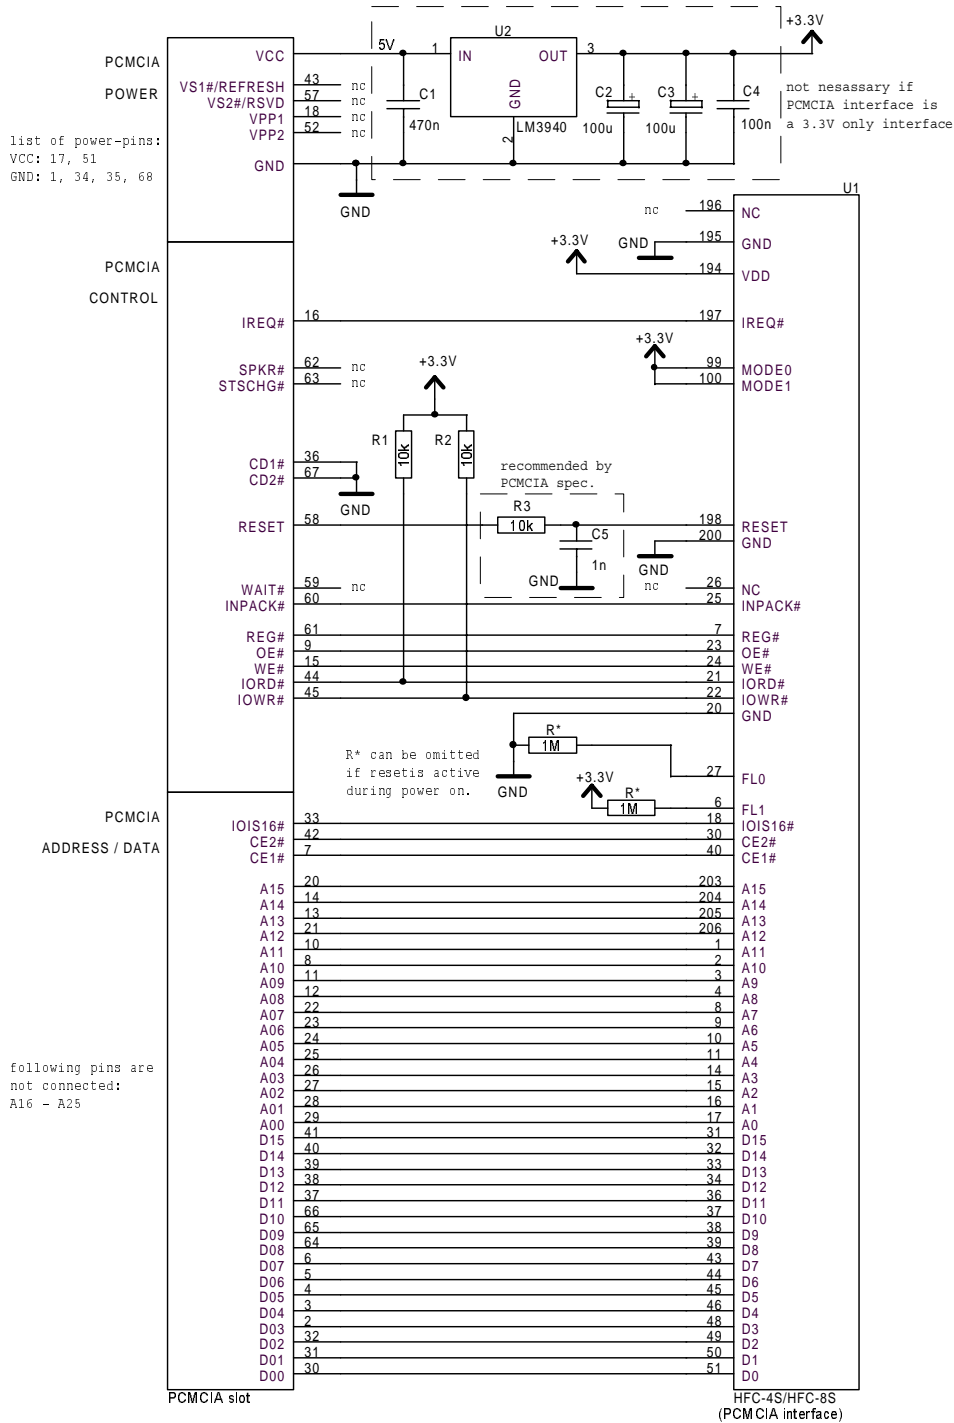 +3.3V
U2
5V
1
3
VCC
IN
OUT
GND
PCMCIA
POWER
VS1#/REFRESH 43 nc
VS2#/RSVD 57 nc
VPP1 18 nc
VPP2 52 nc
C1
470n
LM3940
2
C2 +
100u
C3 +
100u
C4
100n
not nesassary if
PCMCIA interface is
a 3.3V only interface
list of power-pins:
VCC: 17, 51
GND: 1, 34, 35, 68
GND
GND
U1
nc 196 NC
GND 195 GND
+3.3V 194 VDD
PCMCIA
CONTROL
IREQ# 16 197 IREQ#
+3.3V
SPKR# 62 nc 99 MODE0
STSCHG# 63 nc 100 MODE1
+3.3V
R1 10k
R2 10k
CD1# 36
CD2# 67
GND
recommended by
PCMCIA spec.
R3
RESET 58 10k 198 RESET
C5
1n
GND
200 GND
GND
WAIT# 59 nc nc 26 NC
INPACK# 60 25 INPACK#
REG# 61 7 REG#
OE# 9 23 OE#
WE# 15 24 WE#
IORD# 44 21 IORD#
IOWR# 45 22 IOWR#
20 GND
R*
1M
R* can be omitted
if resetis active
during power on.
GND
27 FL0
+3.3V
R*
1M
6 FL1
PCMCIA
ADDRESS / DATA
IOIS16# 33 18 IOIS16#
CE2# 42 30 CE2#
CE1# 7 40 CE1#
A15 20 203 A15
A14 14 204 A14
A13 13 205 A13
A12 21 206 A12
A11 10 1 A11
A10 8 2 A10
A09 11 3 A9
A08 12 4 A8
A07 22 8 A7
A06 23 9 A6
A05 24 10 A5
A04 25 11 A4
A03 26 14 A3
A02 27 15 A2
A01 28 16 A1
A00 29 17 A0
following pins are
not connected:
A16 - A25
D15 41 31 D15
D14 40 32 D14
D13 39 33 D13
D12 38 34 D12
D11 37 36 D11
D10 66 37 D10
D09 65 38 D9
D08 64 39 D8
D07 6 43 D7
D06 5 44 D6
D05 4 45 D5
D04 3 46 D4
D03 2 48 D3
D02 32 49 D2
D01 31 50 D1
D00 30 51 D0
PCMCIA slot
HFC-4S/HFC-8S
(PCMCIA interface)